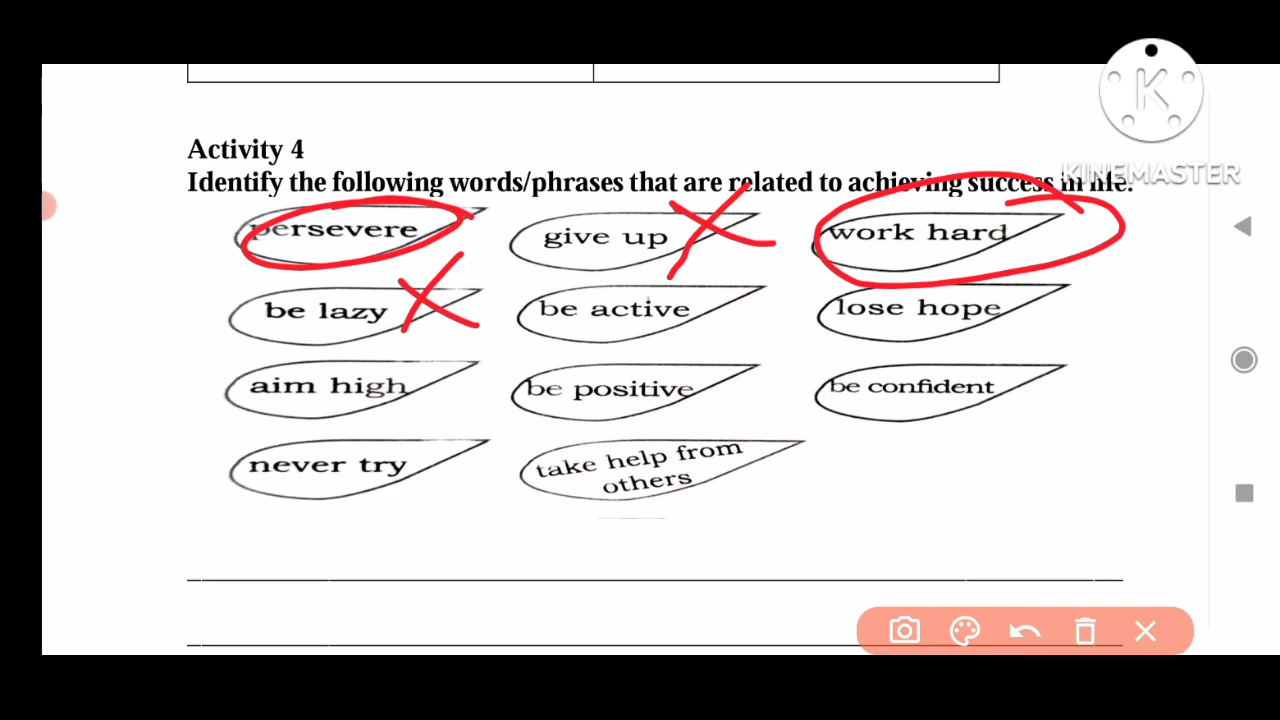 Activity 4
Identify the following words/phrases that are related to achieving success in life.
persevere give up work hard
be lazy be active lose hope
aim high be positive be confident
never try take help from
others
KINEMASTER